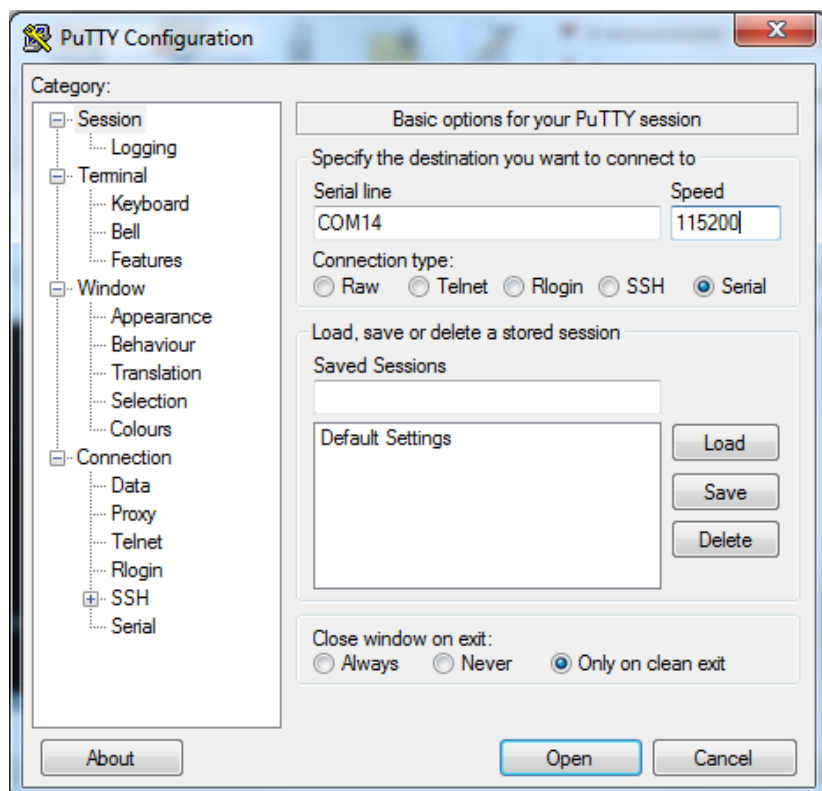 PuTTY Configuration
Category:
Session
Logging
Terminal
Keyboard
Bell
Features
Window
Appearance
Behaviour
Translation
Selection
Colours
Connection
Data
Proxy
Telnet
Rlogin
SSH
Serial
Basic options for your PuTTY session
Specify the destination you want to connect to
Serial line Speed
COM14 115200
Connection type:
Raw Telnet Rlogin SSH Serial
Load, save or delete a stored session
Saved Sessions
Default Settings
Load
Save
Delete
Close window on exit:
Always Never Only on clean exit
About Open Cancel